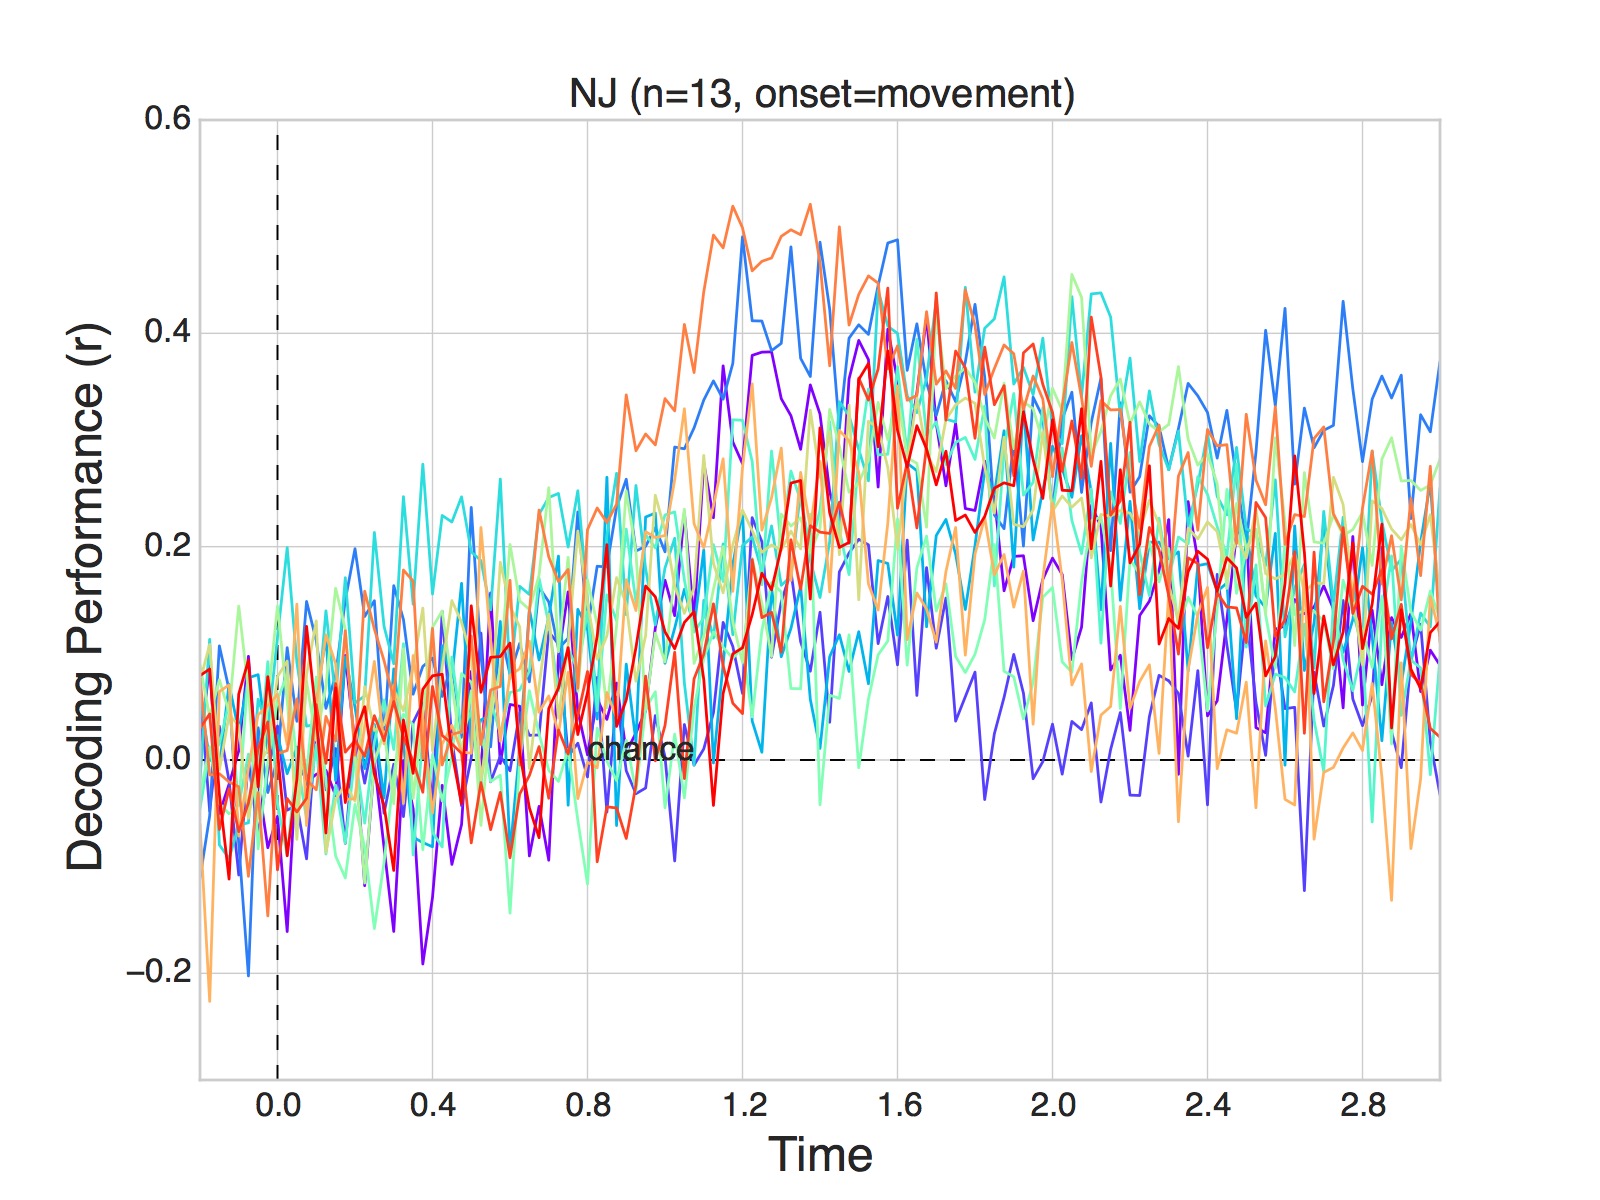 NJ (n=13, onset=movement)
Decoding Performance (r)
0.6
0.4
0.2
0.0
−0.2
chance
0.0 0.4 0.8 1.2 1.6 2.0 2.4 2.8
Time